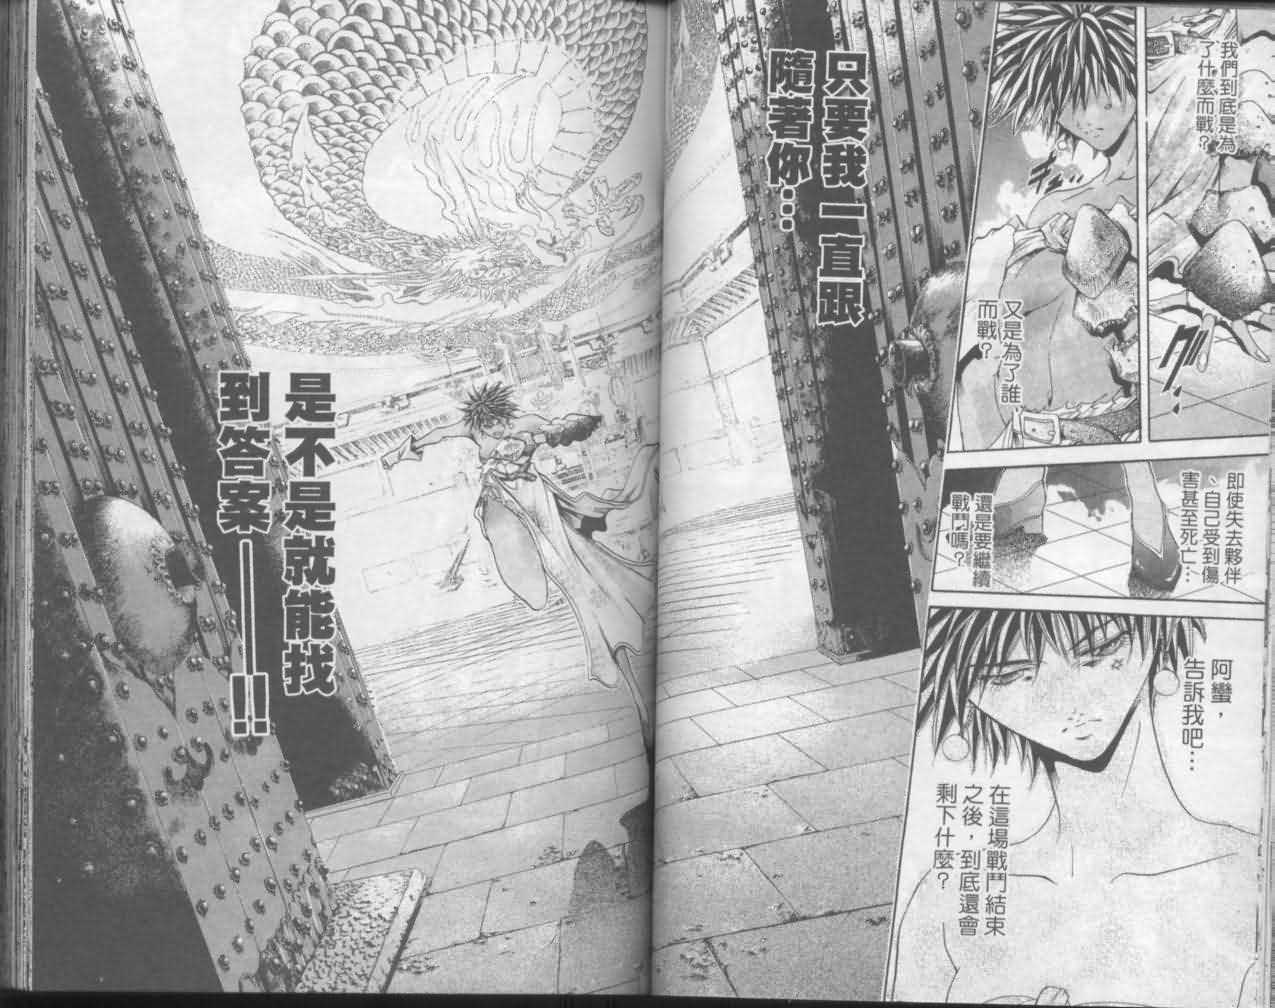 我們到底是為
了什麼而戰？
チュ…
グ…
又是為了誰，
而戰？
即使失去夥伴
、自己受到傷
害甚至死亡…
還是要繼續
戰鬥嗎？
阿蠻，
告訴我吧…
在這場戰鬥結束
之後，到底還會
剩下什麼？
只要我一直跟
隨著你…
是不是就能找
到答案——!!